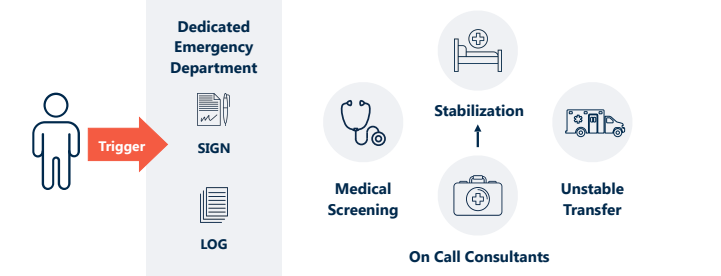 Dedicated
Emergency
Department
Trigger
SIGN
LOG
Medical
Screening
Stabilization
On Call Consultants
Unstable
Transfer